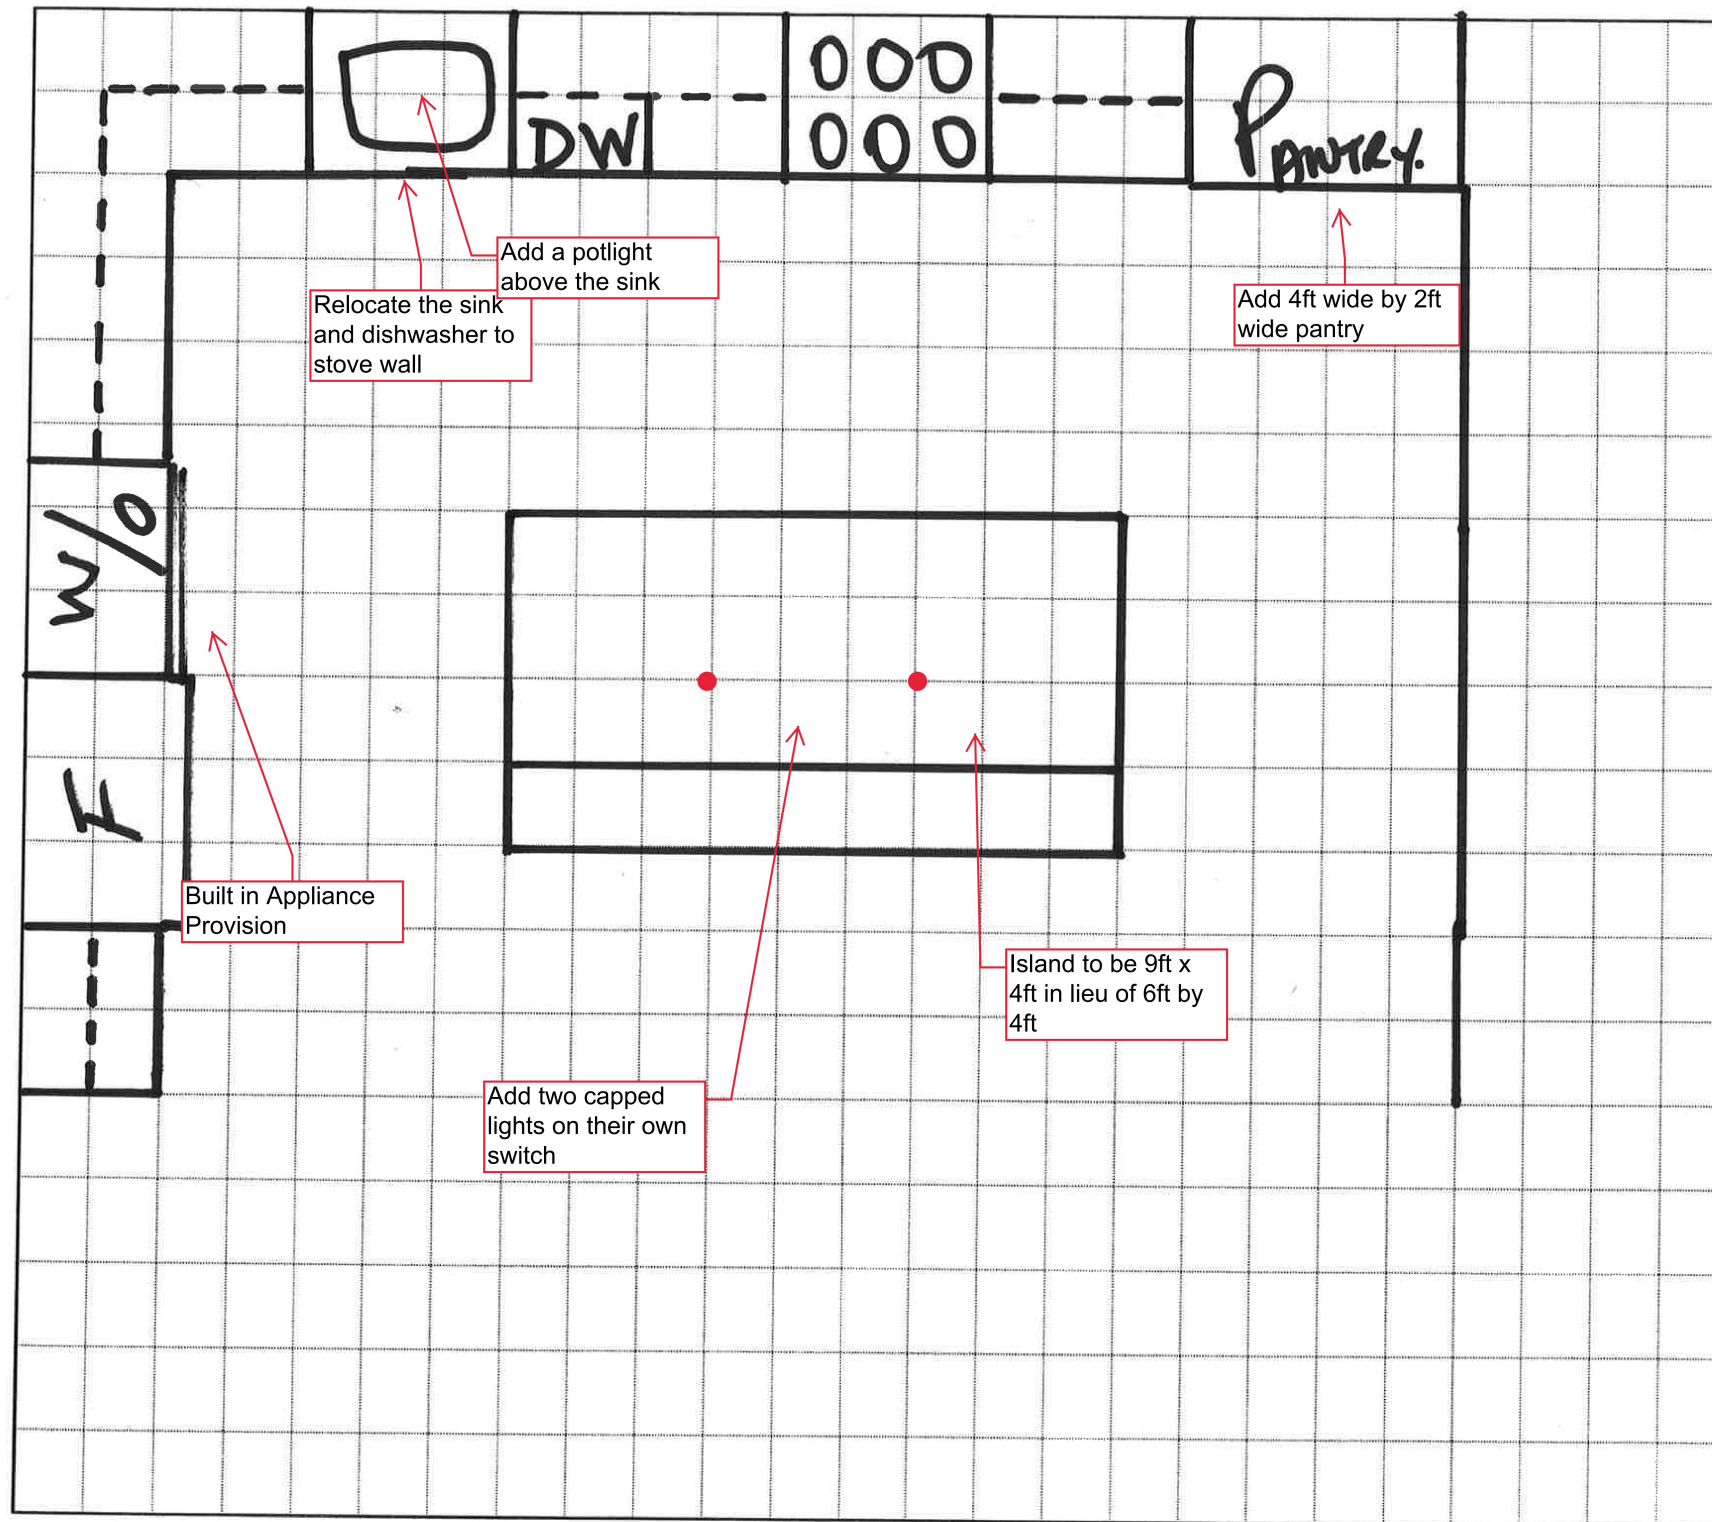 DW
000
000
PANTRY.
Add a potlight
above the sink
Relocate the sink
and dishwasher to
stove wall
Add 4ft wide by 2ft
wide pantry
W/O
F
Built in Appliance
Provision
Island to be 9ft x
4ft in lieu of 6ft by
4ft
Add two capped
lights on their own
switch